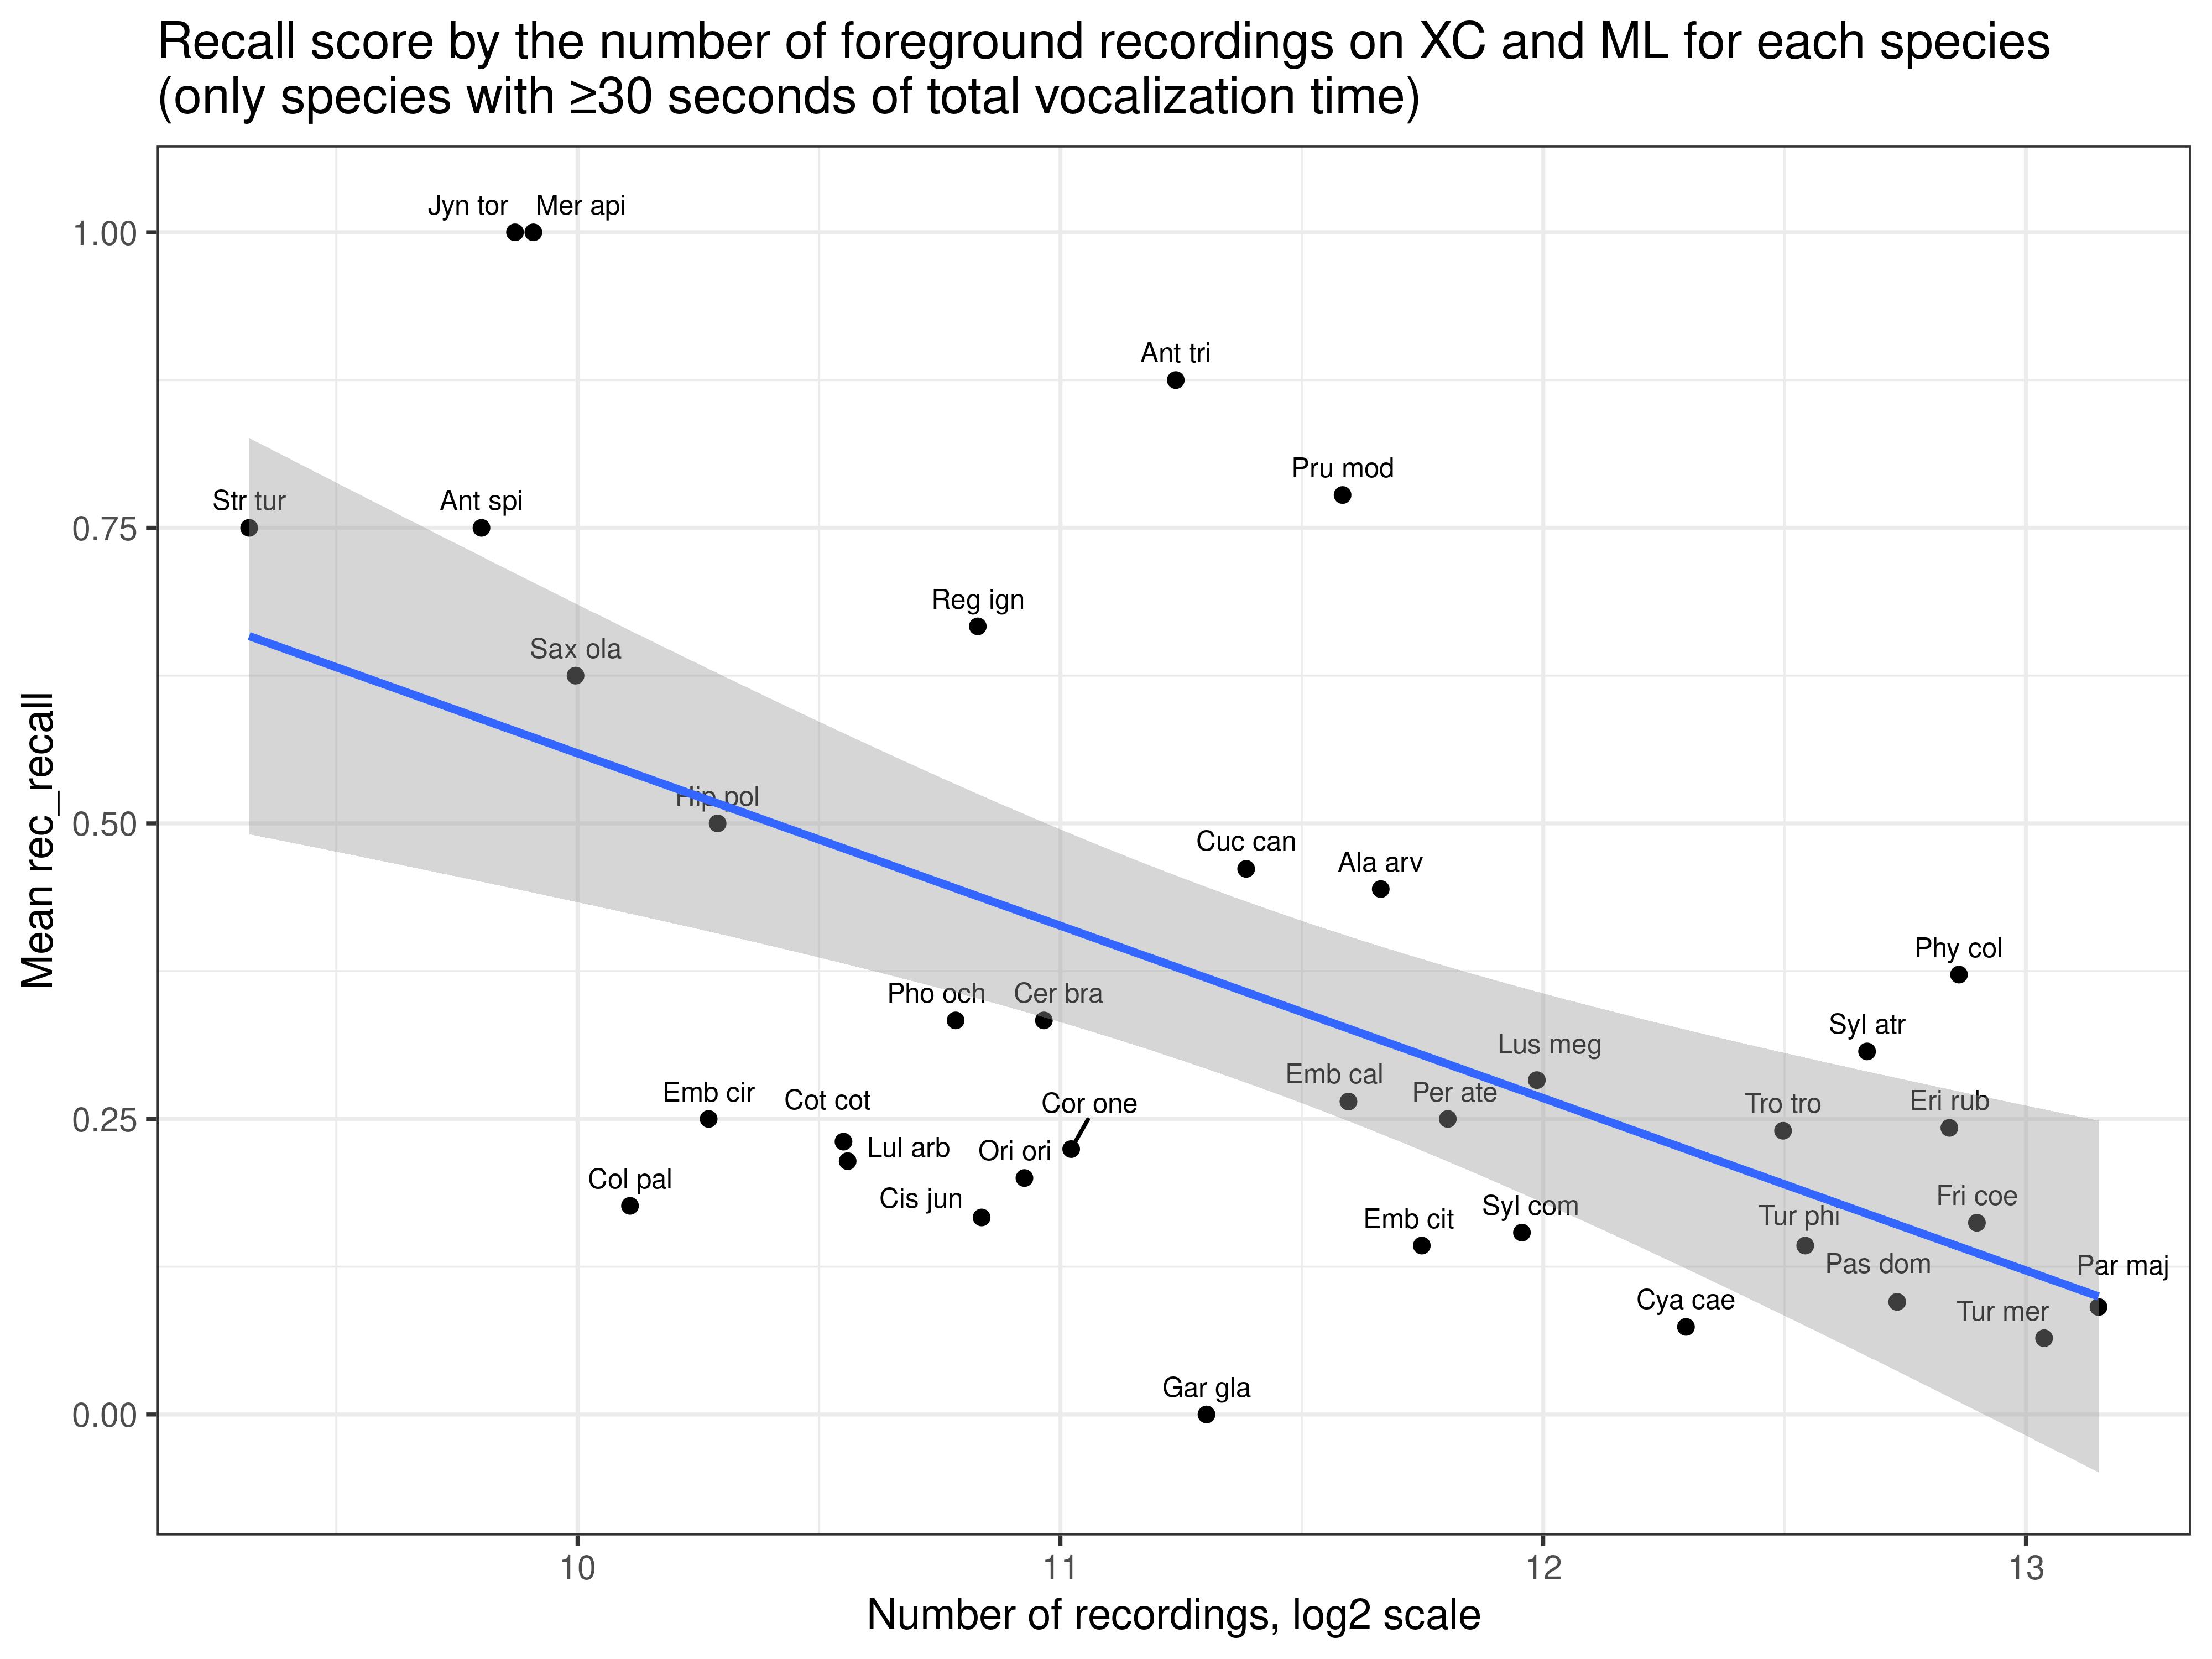 Recall score by the number of foreground recordings on XC and ML for each species
(only species with ≥30 seconds of total vocalization time)
Mean rec_recall
1.00
0.75
0.50
0.25
0.00
Jyn tor
Mer api
Ant tri
Pru mod
Str tur
Ant spi
Reg ign
Sax ola
Hip pol
Cuc can
Ala arv
Phy col
Pho och
Cer bra
Syl atr
Lus meg
Emb cal
Per ate
Emb cir
Cot cot
Cor one
Tro tro
Eri rub
Lul arb
Ori ori
Col pal
Cis jun
Fri coe
Syl com
Emb cit
Tur phi
Pas dom
Par maj
Cya cae
Tur mer
Gar gla
10
11
12
13
Number of recordings, log2 scale